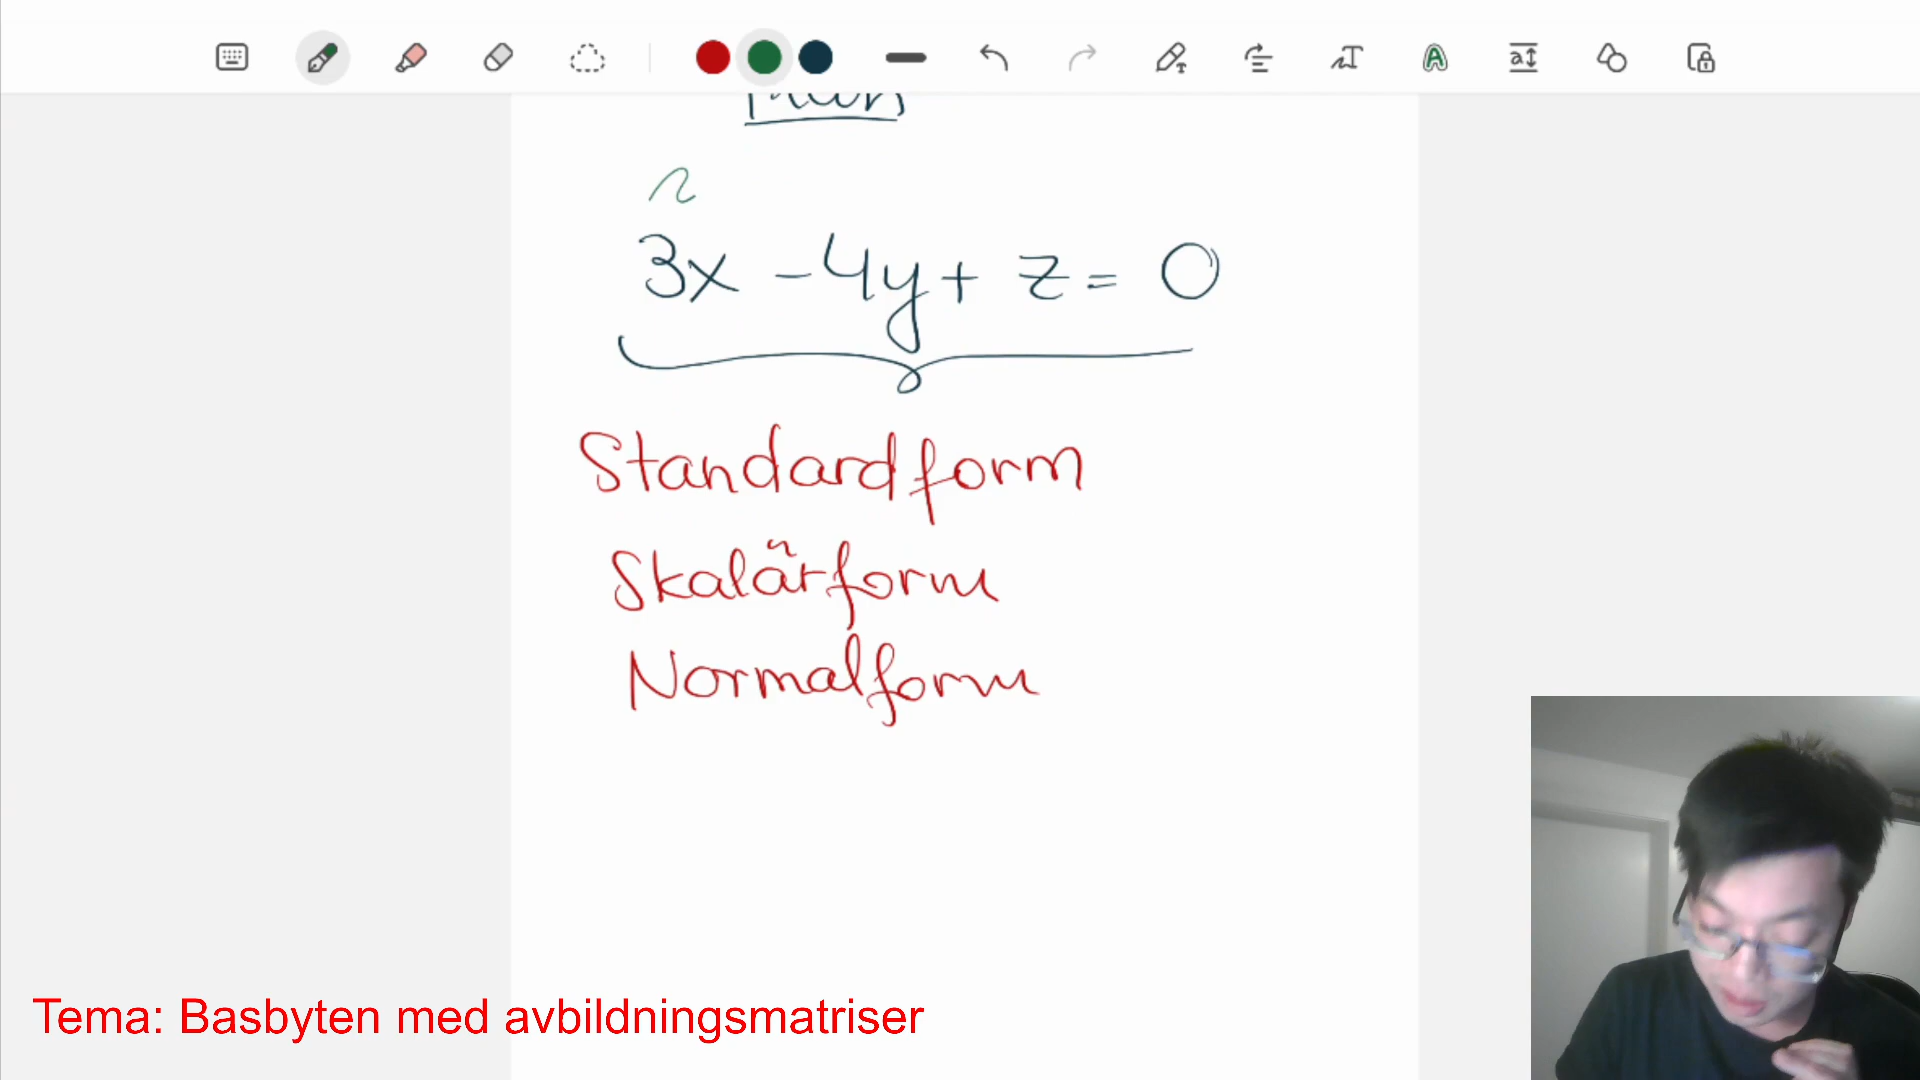 n
3x - 4y + z = 0
Standardform
Skalärform
Normalform
Tema: Basbyten med avbildningsmatriser